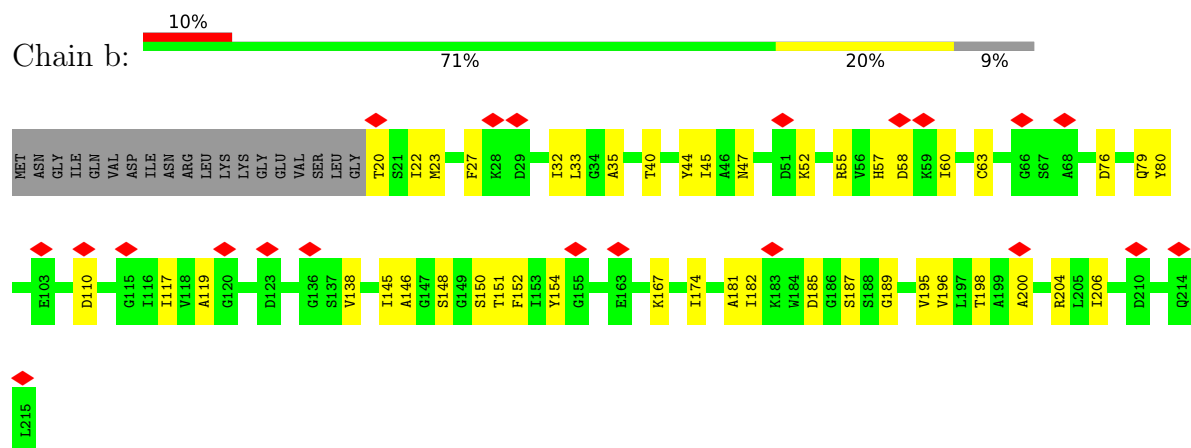 10%
Chain b:
71% 20% 9%
MET ASN GLY ILE GLN VAL ASP ILE ASN ARG LEU LYS LYS GLY GLU VAL SER LEU GLY T20 S21 I22 M23 F27 K28 D29 I32 L33 G34 A35 T40 Y44 I45 A46 N47 D51 K52 R55 V56 H57 D58 K59 I60 C63 G66 S67 A68 D76 Q79 Y80
E103 D110 G115 I116 I117 V118 A119 G120 D123 G136 S137 V138 I145 A146 G147 S148 G149 S150 T151 F152 I153 Y154 G155 E163 K167 I174 A181 I182 K183 W184 D185 G186 S187 S188 G189 V195 V196 L197 T198 A199 A200 R204 L205 I206 D210 Q214
L215